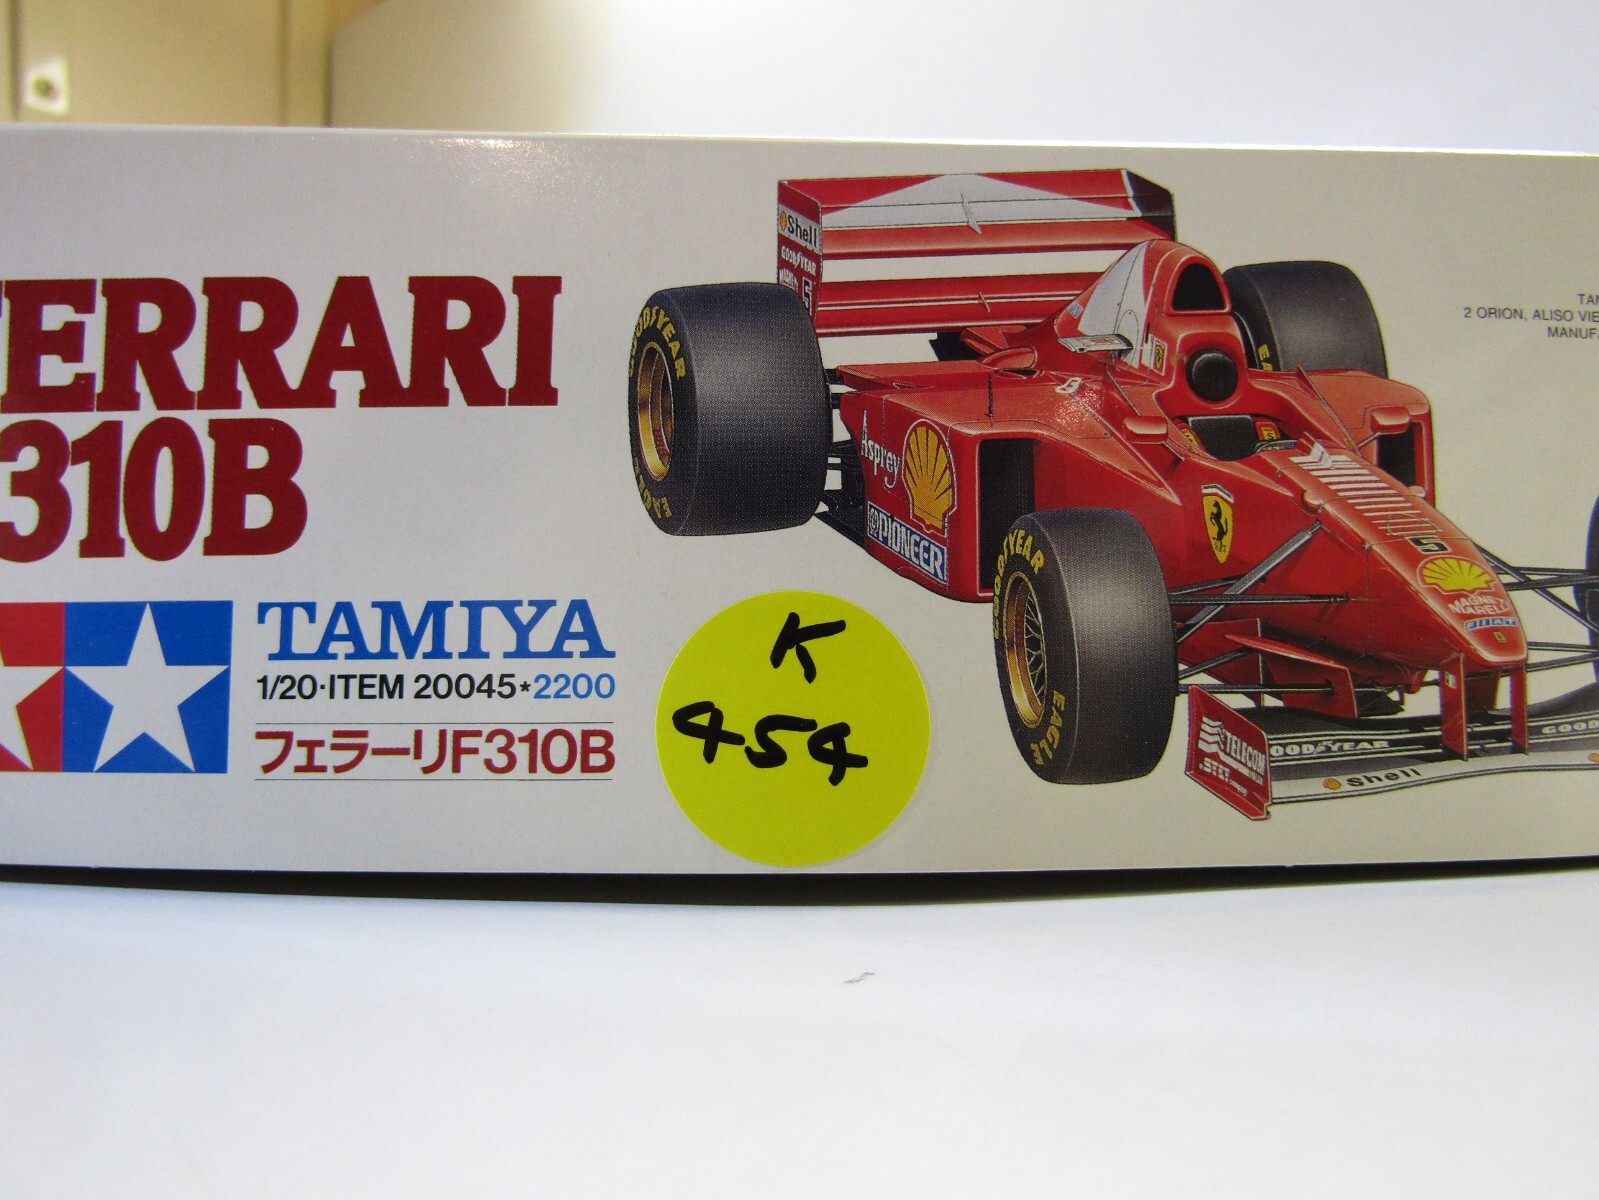 FERRARI
310B
TAMIYA
1/20·ITEM 20045*2200
フェラーリF310B
K
454
Shell
GOODYEAR
5
GOODYEAR
EAGLE
Asprey
PIONEER
GOODYEAR
EAGLE
5
MAGNETI
MARELLI
FIAT
TELECOM
GOODYEAR
GOOD
Shell
TAM
2 ORION, ALISO VIE
MANUFA